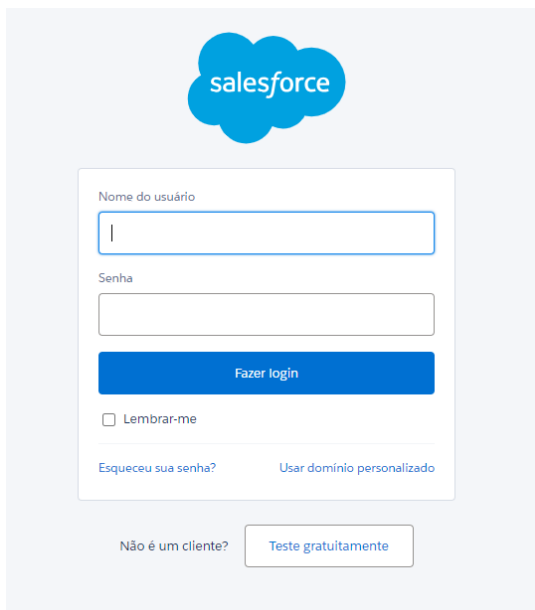 salesforce
Nome do usuário
Senha
Fazer login
Lembrar-me
Esqueceu sua senha? Usar domínio personalizado
Não é um cliente? Teste gratuitamente